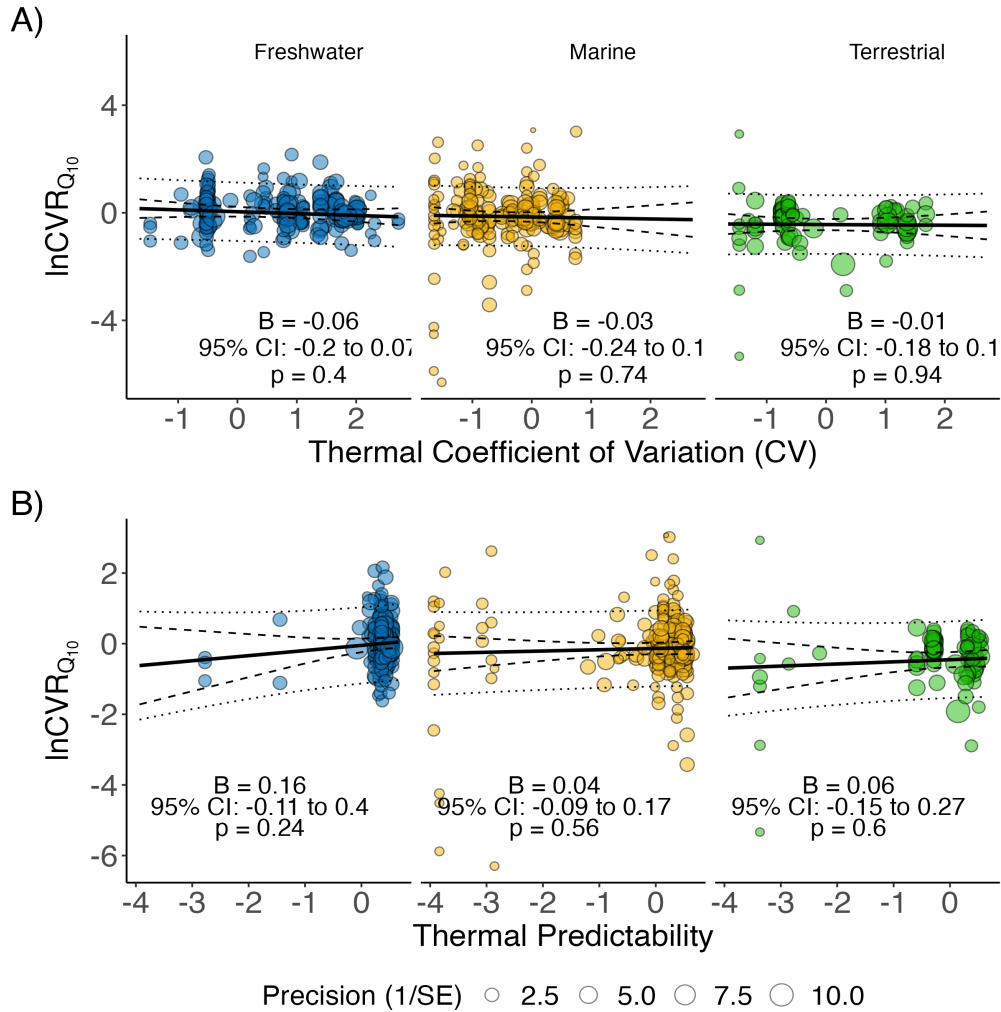 A)
Freshwater Marine Terrestrial
lnCVR_Q10
4
0
-4
B = -0.06
95% CI: -0.2 to 0.07
p = 0.4
B = -0.03
95% CI: -0.24 to 0.1
p = 0.74
B = -0.01
95% CI: -0.18 to 0.1
p = 0.94
-1 0 1 2 -1 0 1 2 -1 0 1 2
Thermal Coefficient of Variation (CV)
B)
lnCVR_Q10
2
0
-2
-4
-6
B = 0.16
95% CI: -0.11 to 0.4
p = 0.24
B = 0.04
95% CI: -0.09 to 0.17
p = 0.56
B = 0.06
95% CI: -0.15 to 0.27
p = 0.6
-4 -3 -2 -1 0 -4 -3 -2 -1 0 -4 -3 -2 -1 0
Thermal Predictability
Precision (1/SE) 2.5 5.0 7.5 10.0